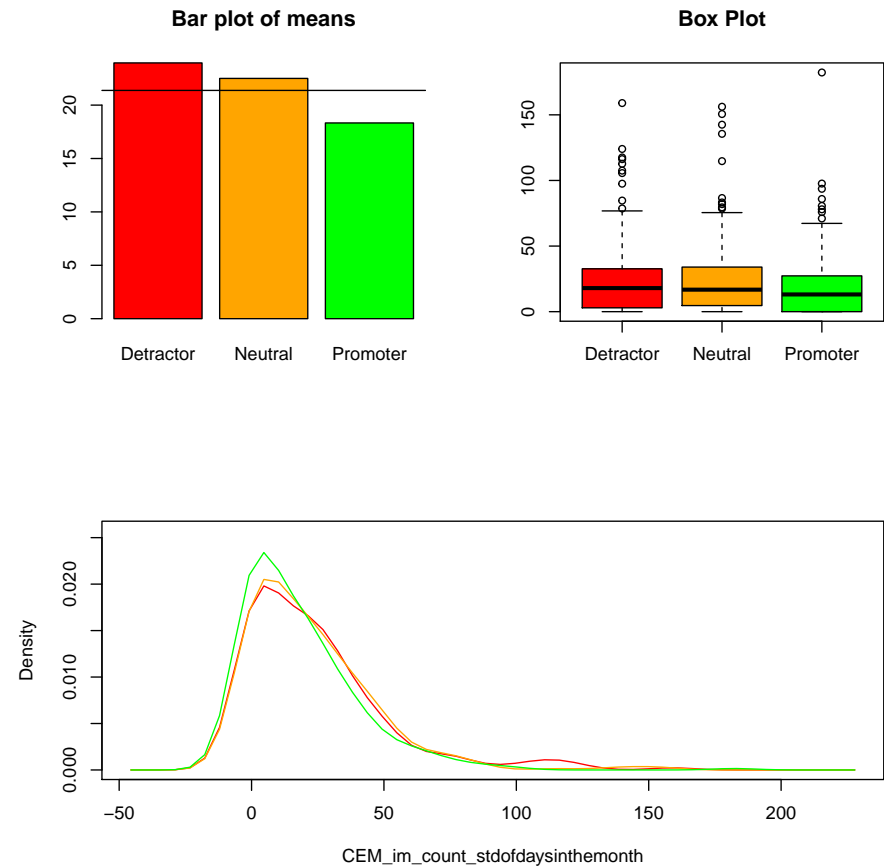 Bar plot of means
20
15
10
5
0
Detractor Neutral Promoter
Box Plot
150
100
50
0
Detractor Neutral Promoter
Density
0.020
0.010
0.000
−50 0 50 100 150 200
CEM_im_count_stdofdaysinthemonth